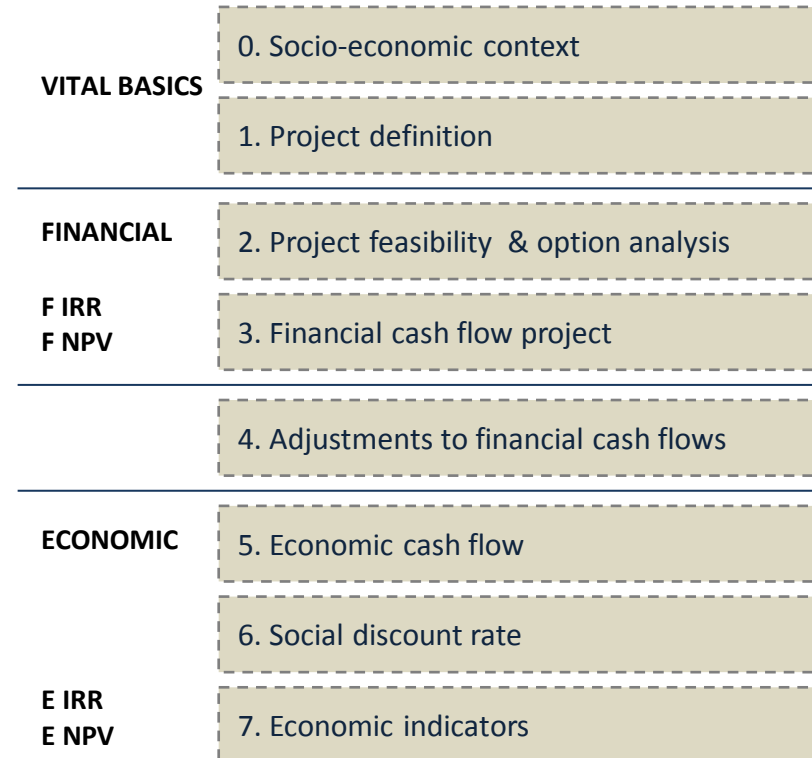 VITAL BASICS
0. Socio-economic context
1. Project definition
FINANCIAL
2. Project feasibility & option analysis
F IRR
F NPV
3. Financial cash flow project
4. Adjustments to financial cash flows
ECONOMIC
5. Economic cash flow
6. Social discount rate
E IRR
E NPV
7. Economic indicators